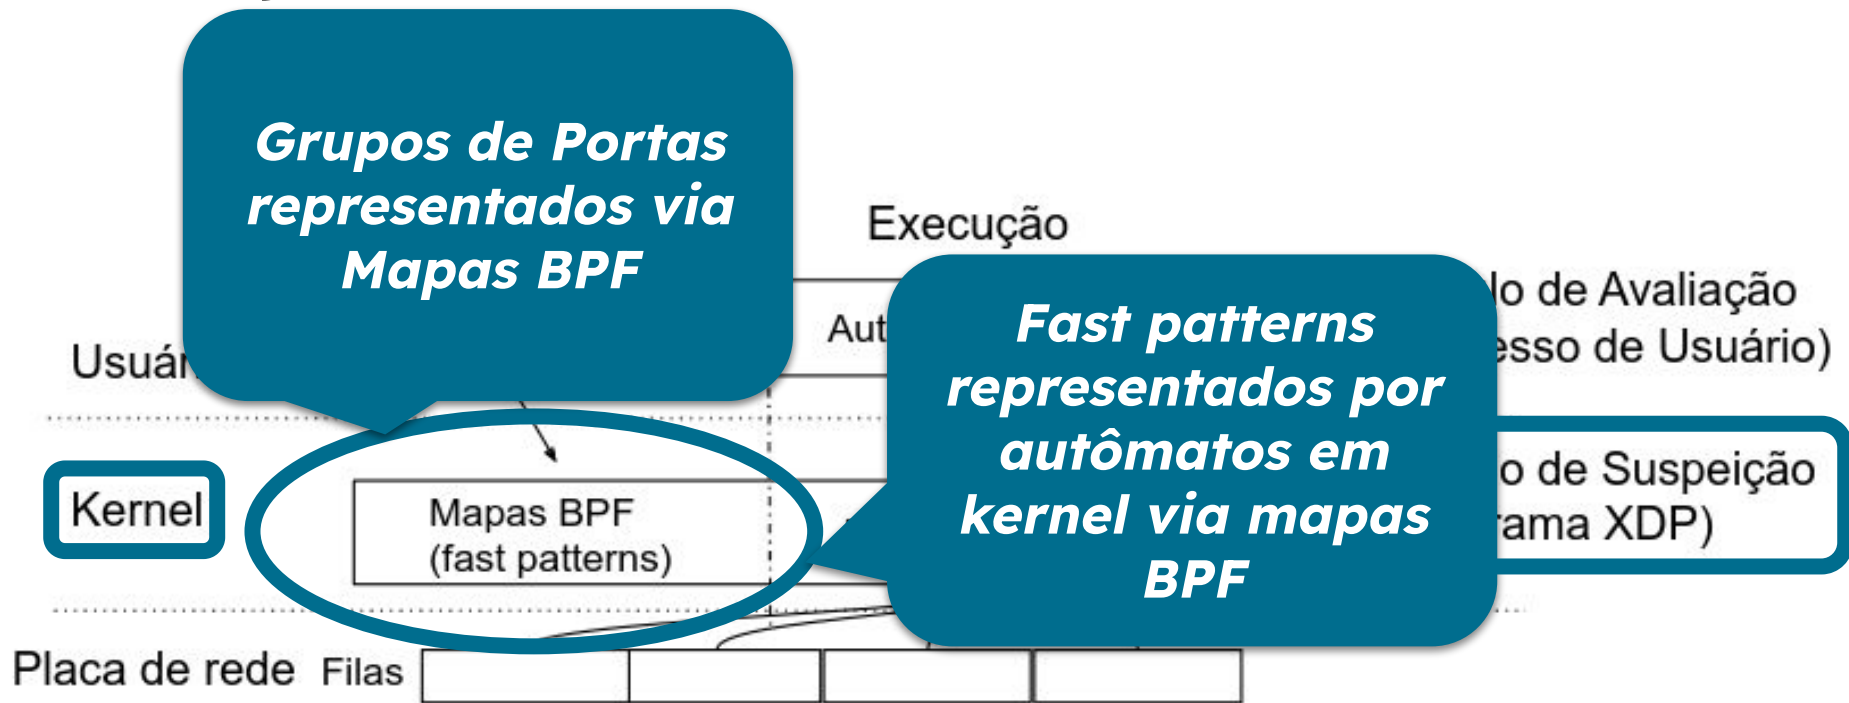 Grupos de Portas
representados via
Mapas BPF
Execução
Fast patterns
representados por
autômatos em
kernel via mapas
BPF
Aut
lo de Avaliação
esso de Usuário)
Usuár
Kernel
Mapas BPF
(fast patterns)
o de Suspeição
rama XDP)
Placa de rede Filas